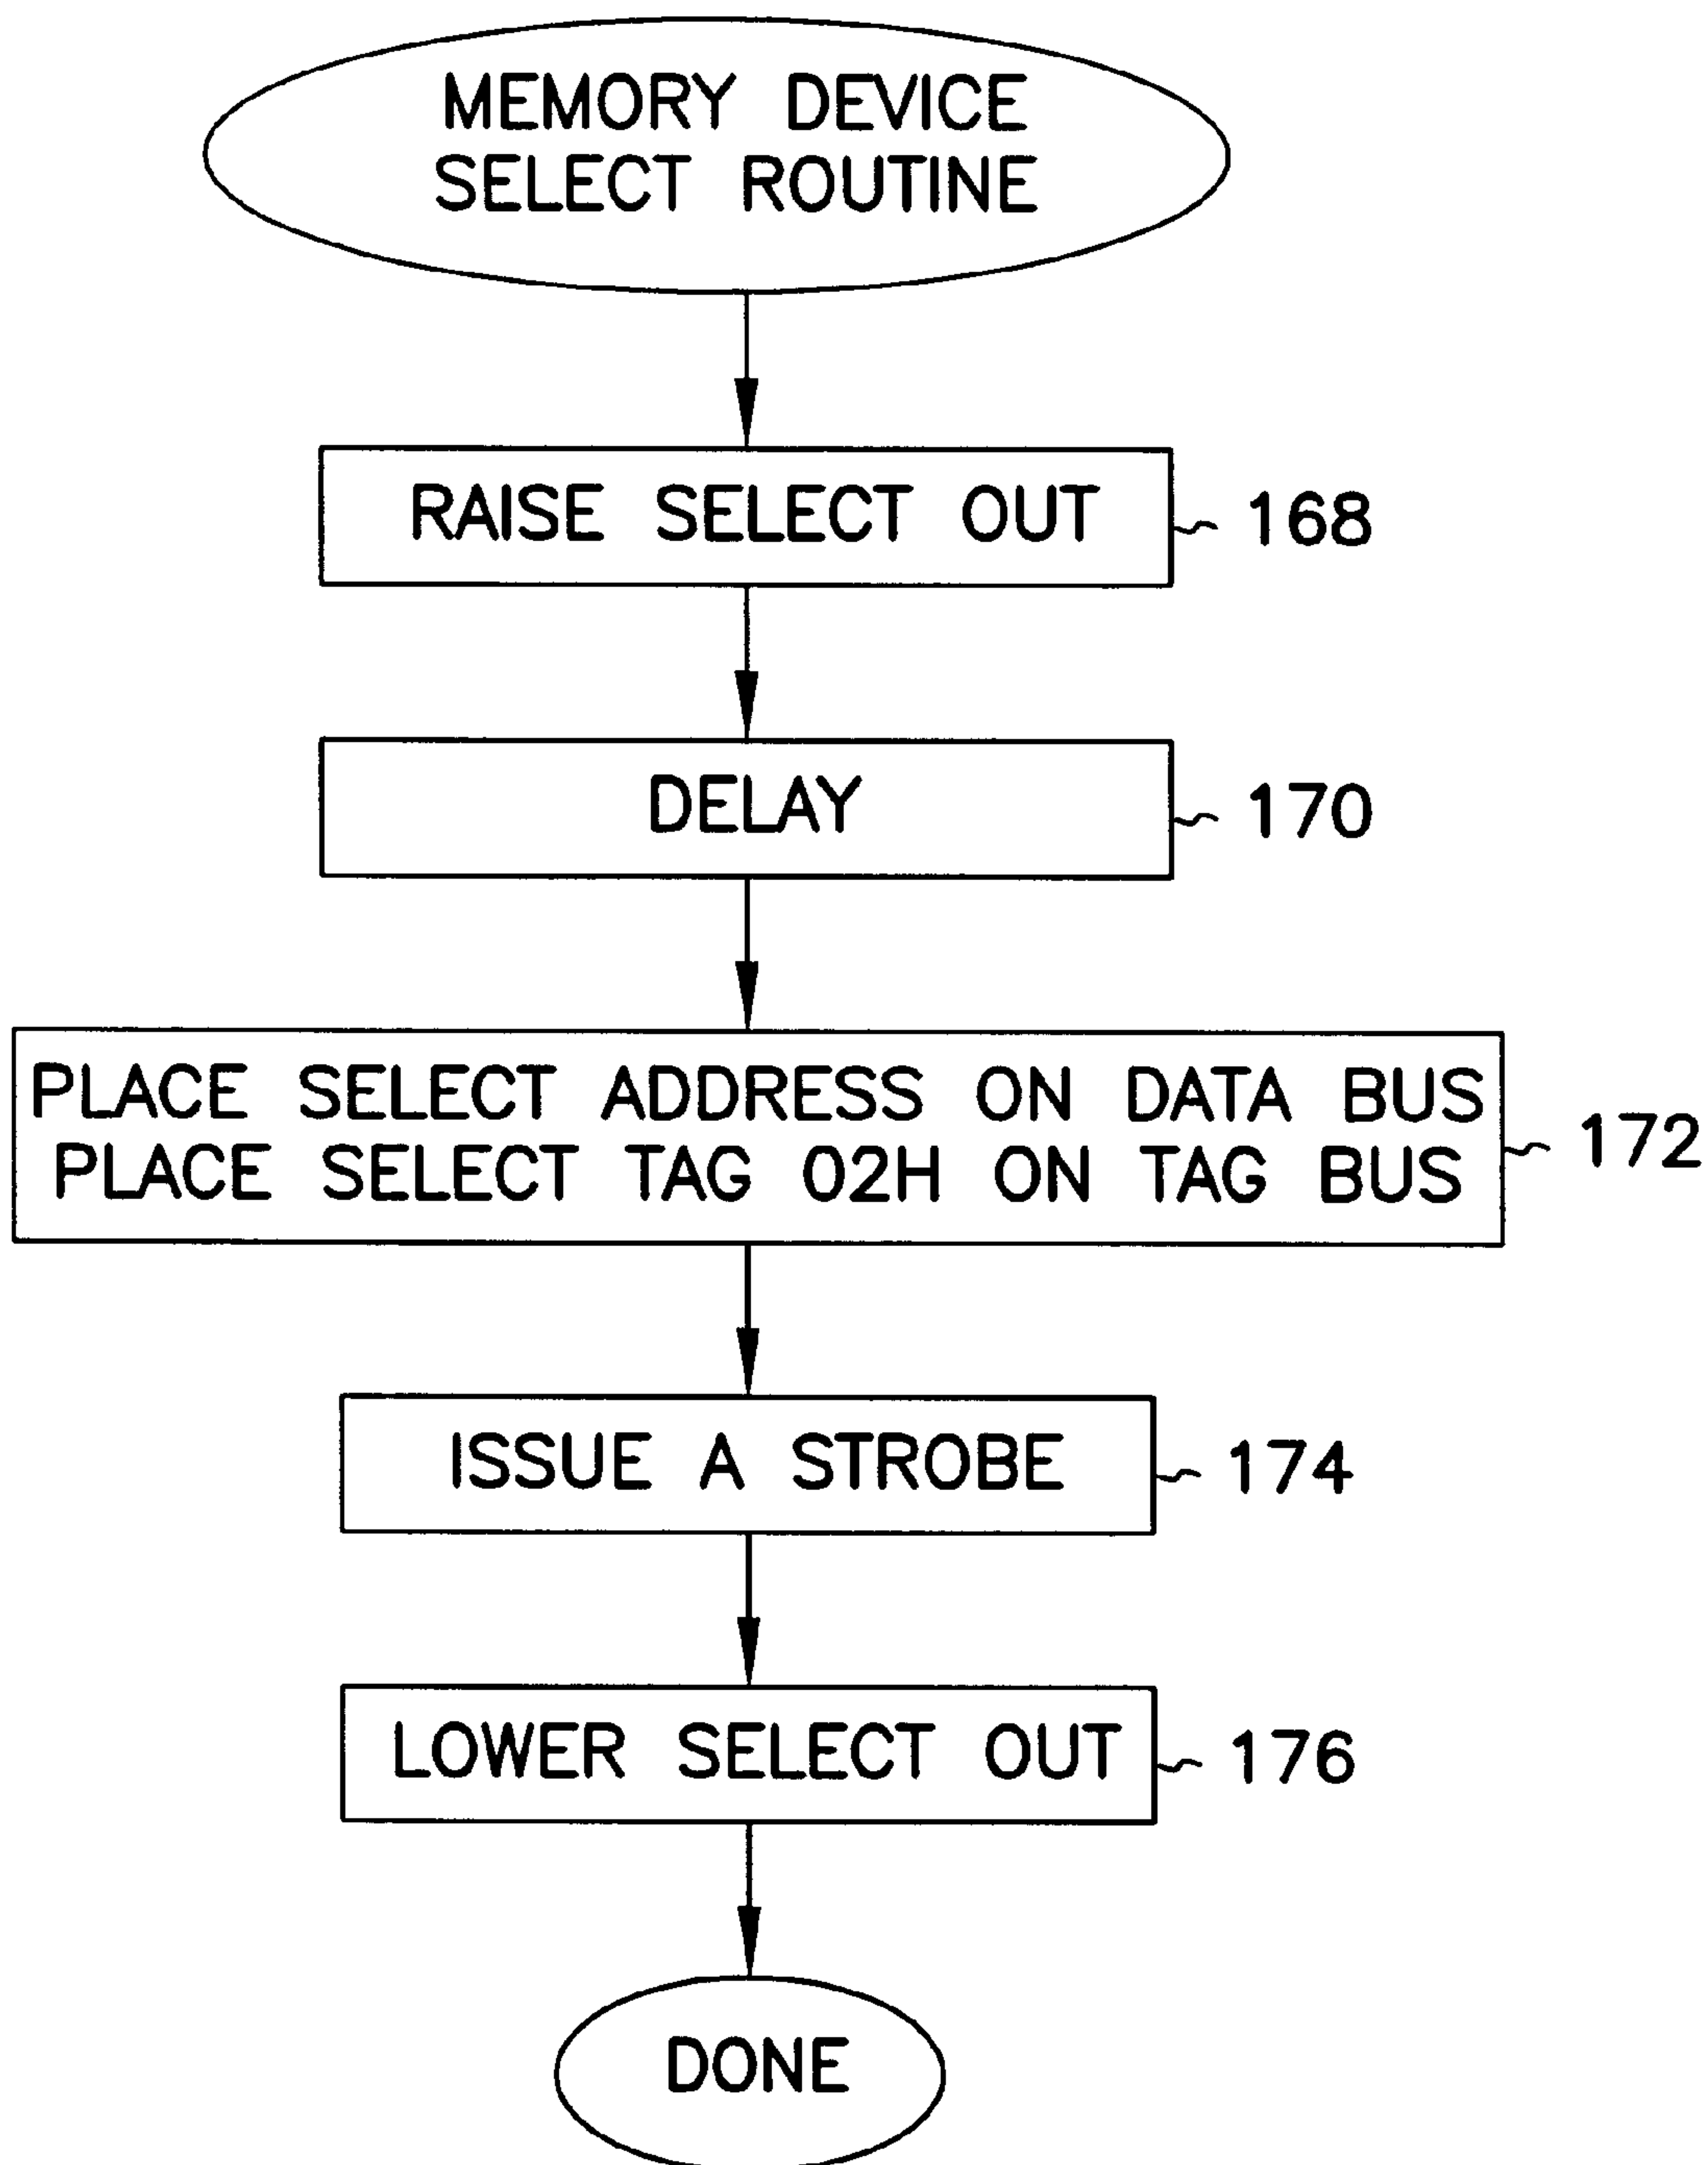 MEMORY DEVICE
SELECT ROUTINE
RAISE SELECT OUT
168
DELAY
170
PLACE SELECT ADDRESS ON DATA BUS
PLACE SELECT TAG 02H ON TAG BUS
172
ISSUE A STROBE
174
LOWER SELECT OUT
176
DONE